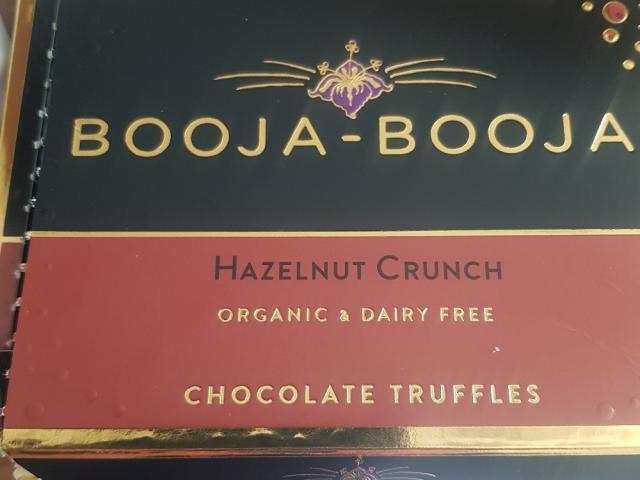 BOOJA-BOOJA
HAZELNUT CRUNCH
ORGANIC & DAIRY FREE
CHOCOLATE TRUFFLES